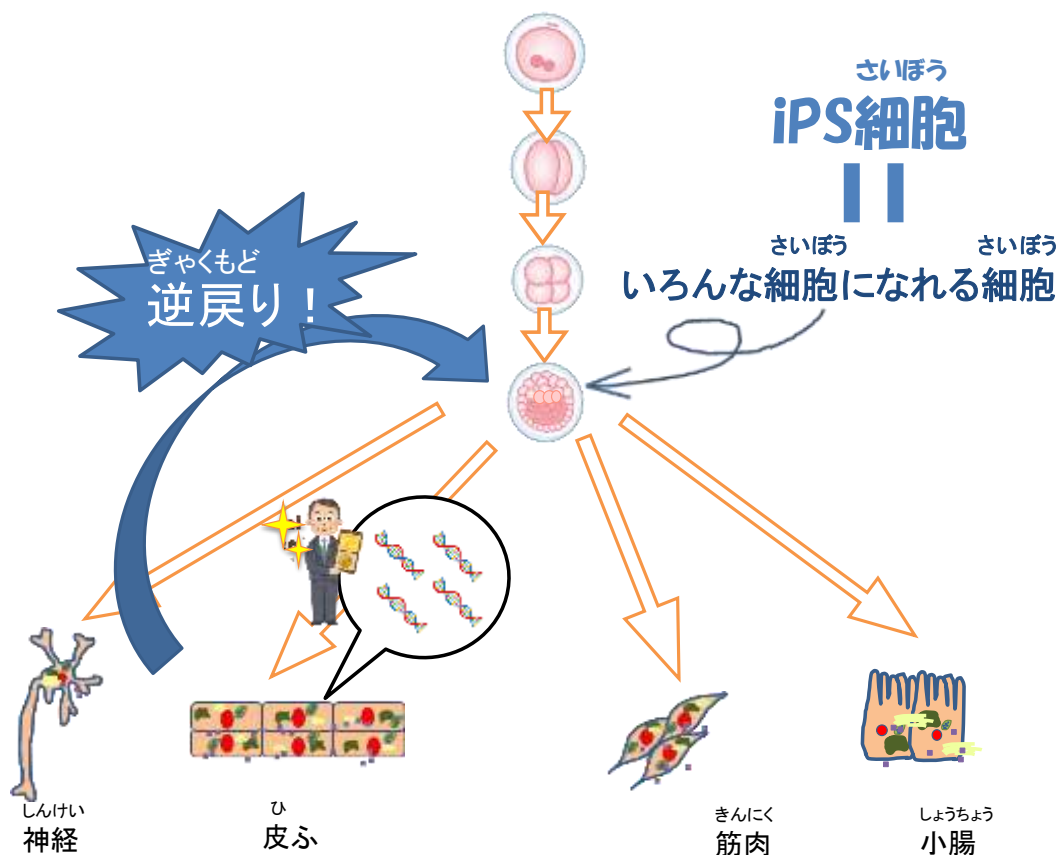 さいぼう
iPS細胞
さいぼう さいぼう
いろんな細胞になれる細胞
ぎゃくもど
逆戻り！
しんけい
神経
ひ
皮ふ
きんにく
筋肉
しょうちょう
小腸